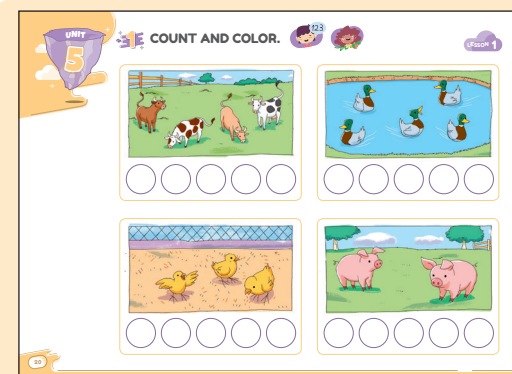 UNIT
5
1 COUNT AND COLOR.
123
LESSON 1
20